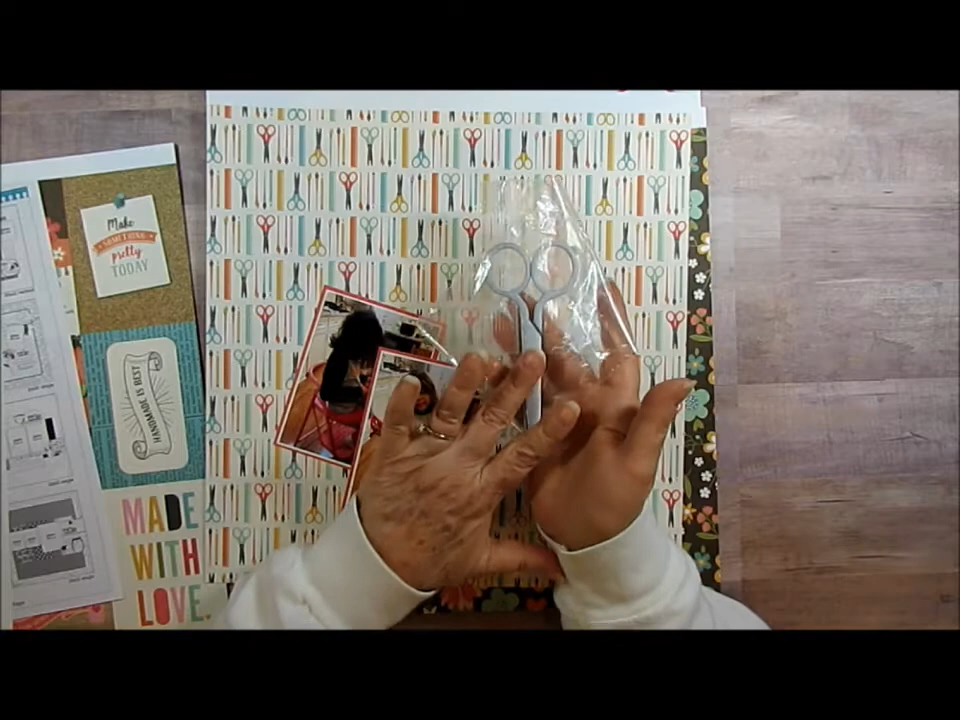 Make
SOMETHING
pretty
TODAY
HANDMADE IS BEST
MADE
WITH
LOVE.